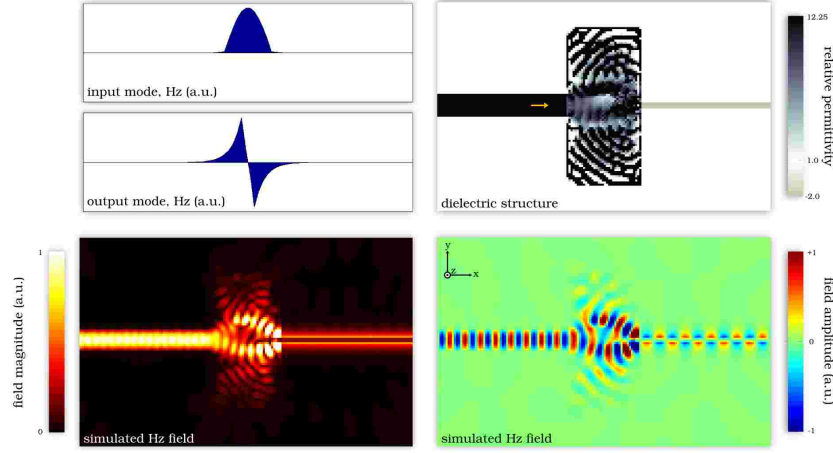 input mode, Hz (a.u.)
output mode, Hz (a.u.)
dielectric structure
12.25
1.0
-2.0
relative permittivity
field magnitude (a.u.)
1
0
simulated Hz field
y
z
x
simulated Hz field
+1
0
-1
field amplitude (a.u.)